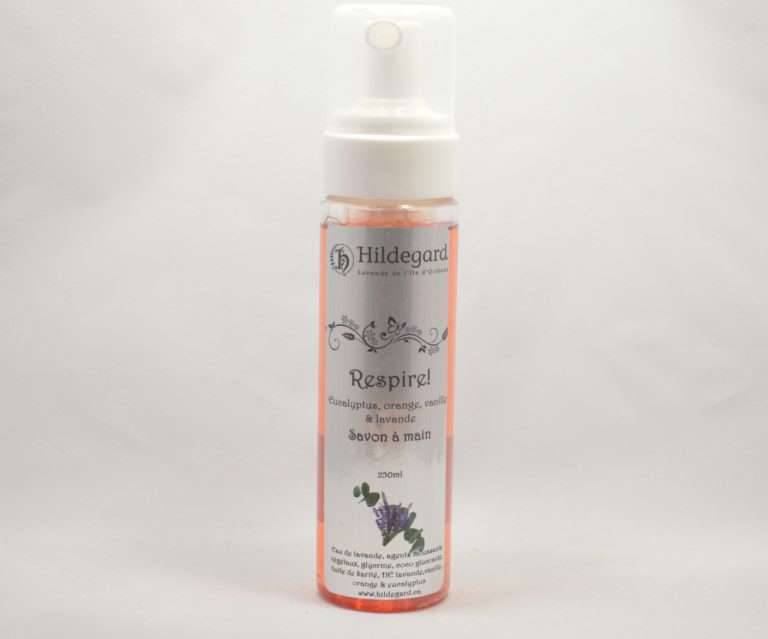 Hildegard
Lavande de l'île d'Orléans
Respire!
Eucalyptus, orange, vanille
& lavande
Savon à main
250ml
Eau de lavande, agents moussants
végétaux, glycérine, coco
huile de karité, HE lavande, vanille,
orange & eucalyptus
www.hildegard.ca